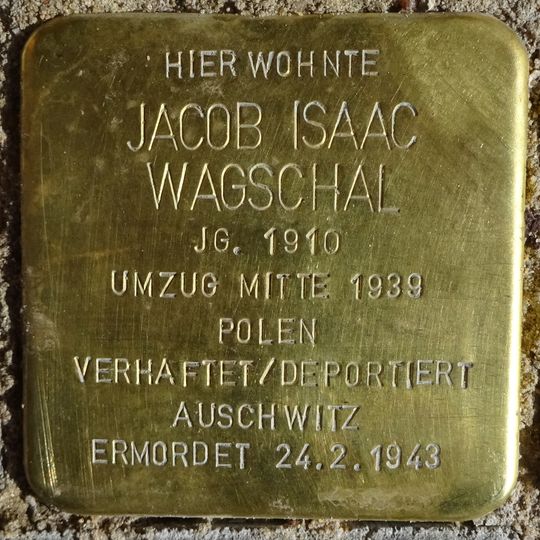 HIER WOHNTE
JACOB ISAAC
WAGSCHAL
JG. 1910
UMZUG MITTE 1939
POLEN
VERHAFTET/DEPORTIERT
AUSCHWITZ
ERMORDET 24.2.1943